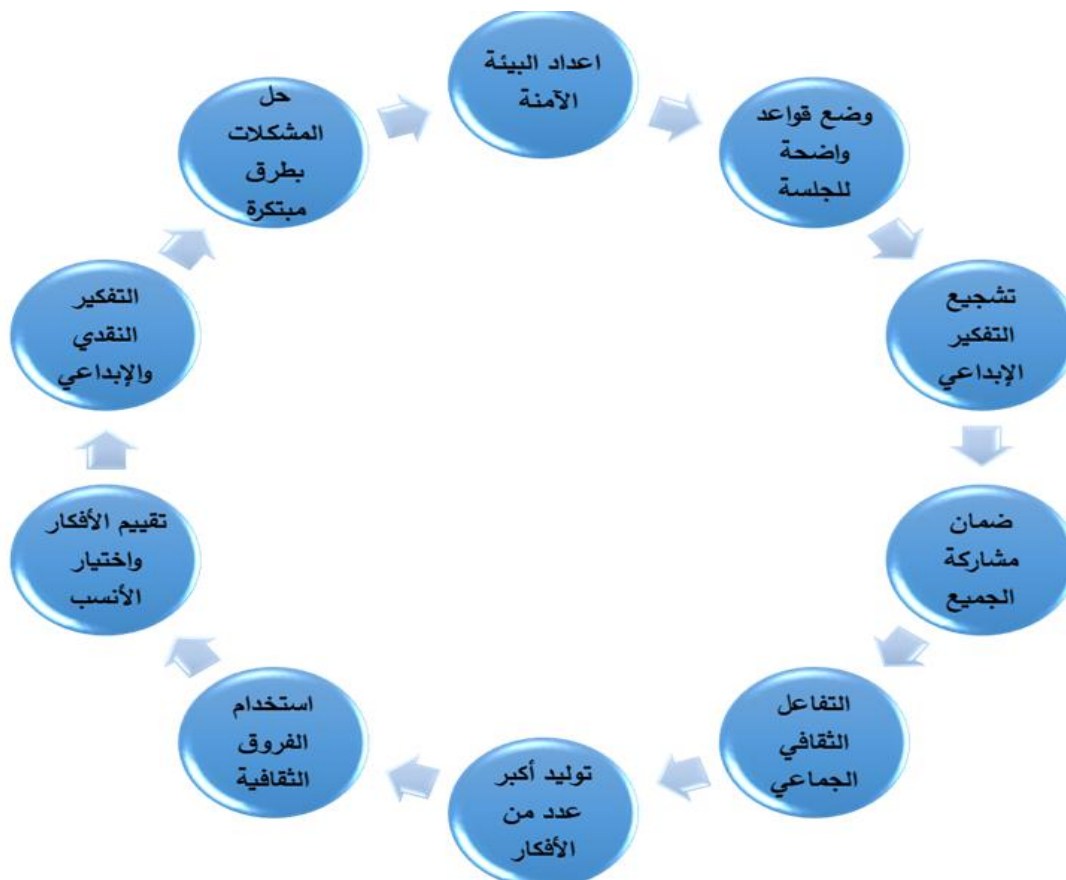 اعداد البيئة
الآمنة
وضع قواعد
واضحة
للجلسة
تشجيع
التفكير
الإبداعي
ضمان
مشاركة
الجميع
التفاعل
الثقافي
الجماعي
توليد أكبر
عدد من
الأفكار
استخدام
الفروق
الثقافية
تقييم الأفكار
واختيار
الأنسب
التفكير
النقدي
والإبداعي
حل
المشكلات
بطرق
مبتكرة